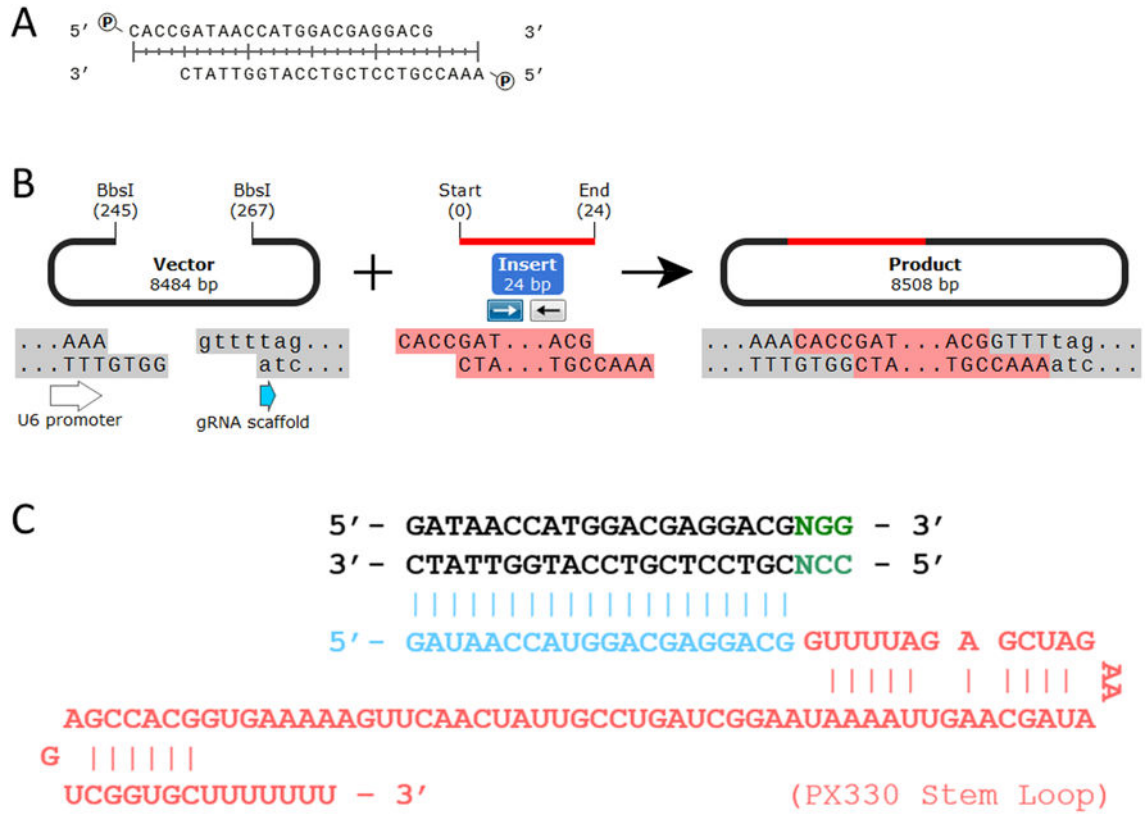 A
5’ P CACCGATAACCATGGACGAGGACG 3’
3’ CTATTGGTACCTGCTCCTGCCAAA P 5’
B
BbsI (245) BbsI (267)
Vector
8484 bp
...AAA gttttag...
...TTTGTGG atc...
U6 promoter gRNA scaffold
+
Start (0) End (24)
Insert
24 bp
CACCGAT...ACG
CTA...TGCCAAA
Product
8508 bp
...AAACACCGAT...ACGGTTTtag...
...TTTGTGGCTA...TGCCAAAatc...
C
5’- GATAACCATGGACGAGGACGNGG - 3’
3’- CTATTGGTACCTGCTCCTGCNCC - 5’
5’- GAUAACCAUGGACGAGGACG GUUUUAG A GCUAG
AA
AGCCACGGUGAAAAAGUUCAACUAUUGCCUGAUCGGAAUAAAAUUGAACGAUA
G
UCGGUGCUUUUUUU - 3’
(PX330 Stem Loop)